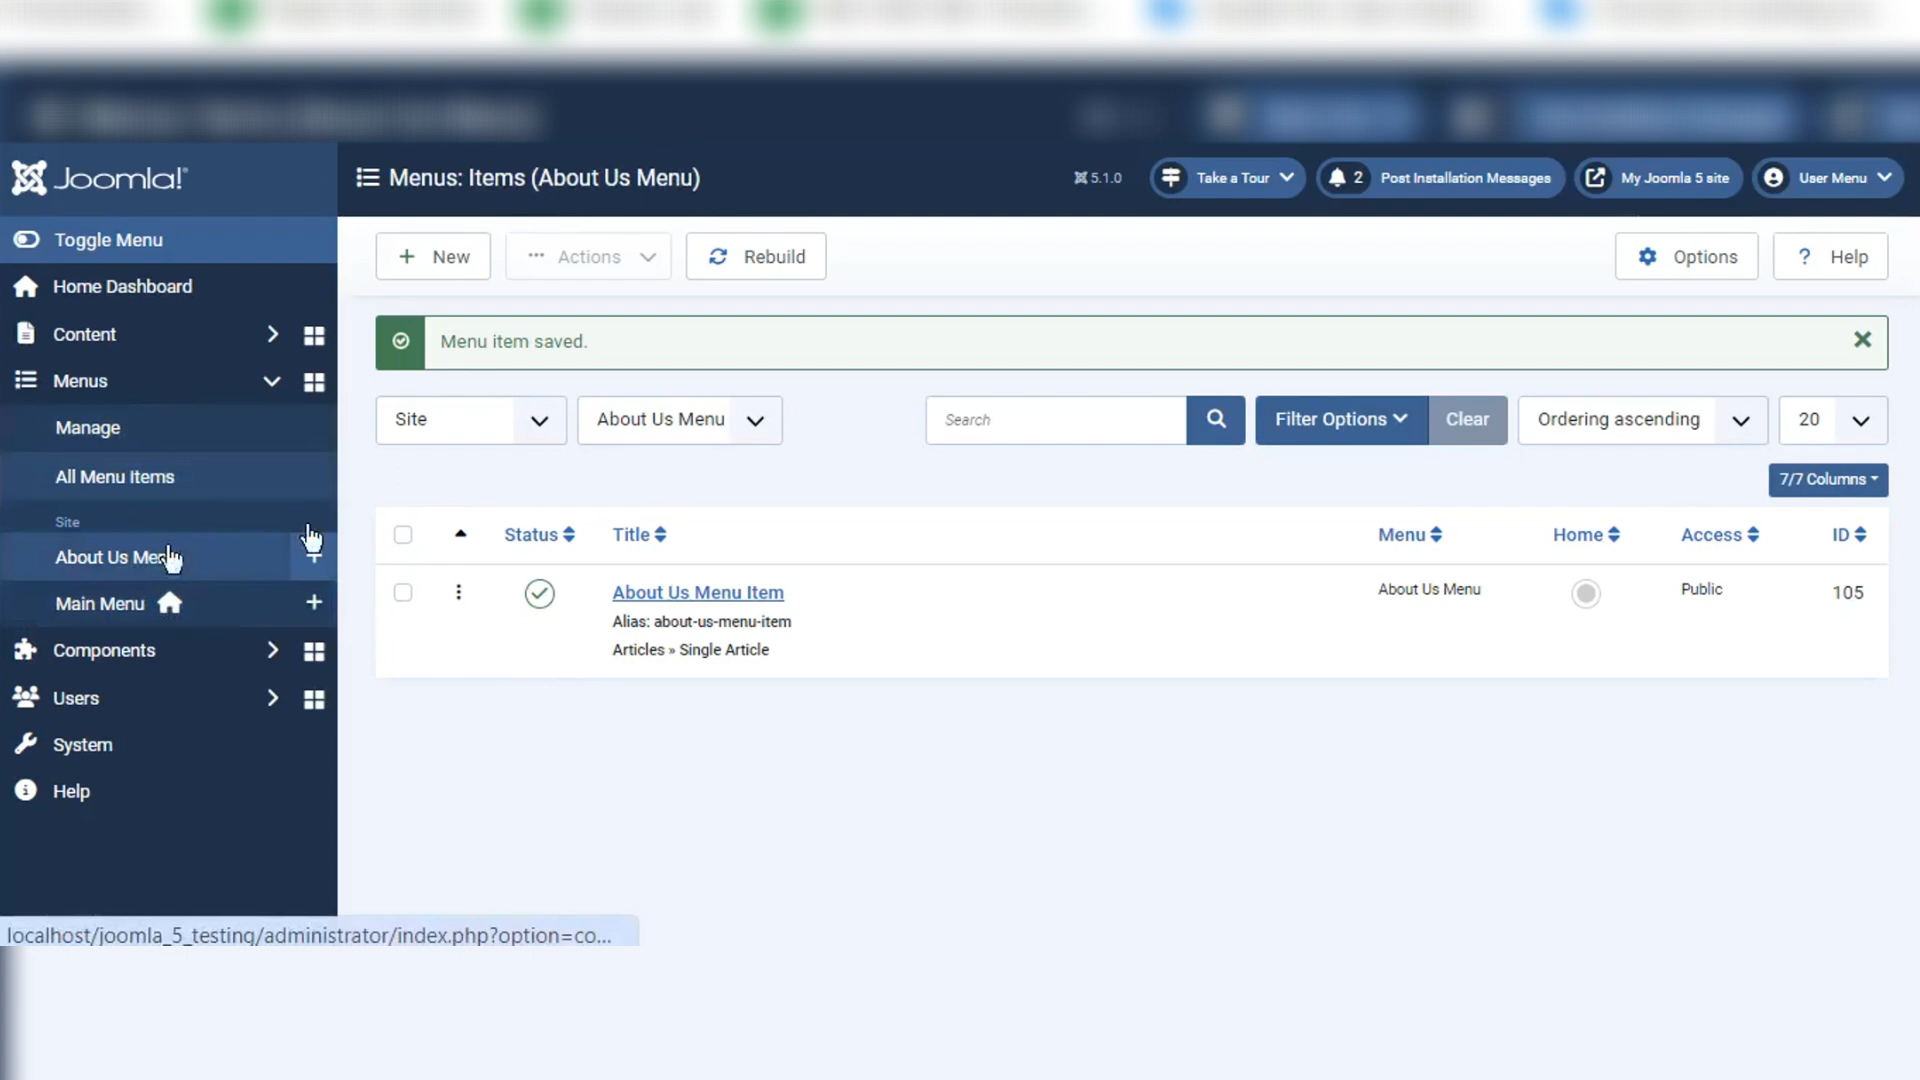 Joomla!
Menus: Items (About Us Menu)
5.1.0
Take a Tour
2 Post Installation Messages
My Joomla 5 site
User Menu
Toggle Menu
Home Dashboard
Content
Menus
Manage
All Menu Items
Site
About Us Menu
Main Menu
Components
Users
System
Help
New
Actions
Rebuild
Options
? Help
Menu item saved.
Site
About Us Menu
Search
Filter Options
Clear
Ordering ascending
20
7/7 Columns
Status Title Menu Home Access ID
About Us Menu Item About Us Menu Public 105
Alias: about-us-menu-item
Articles » Single Article
localhost/joomla_5_testing/administrator/index.php?option=co...